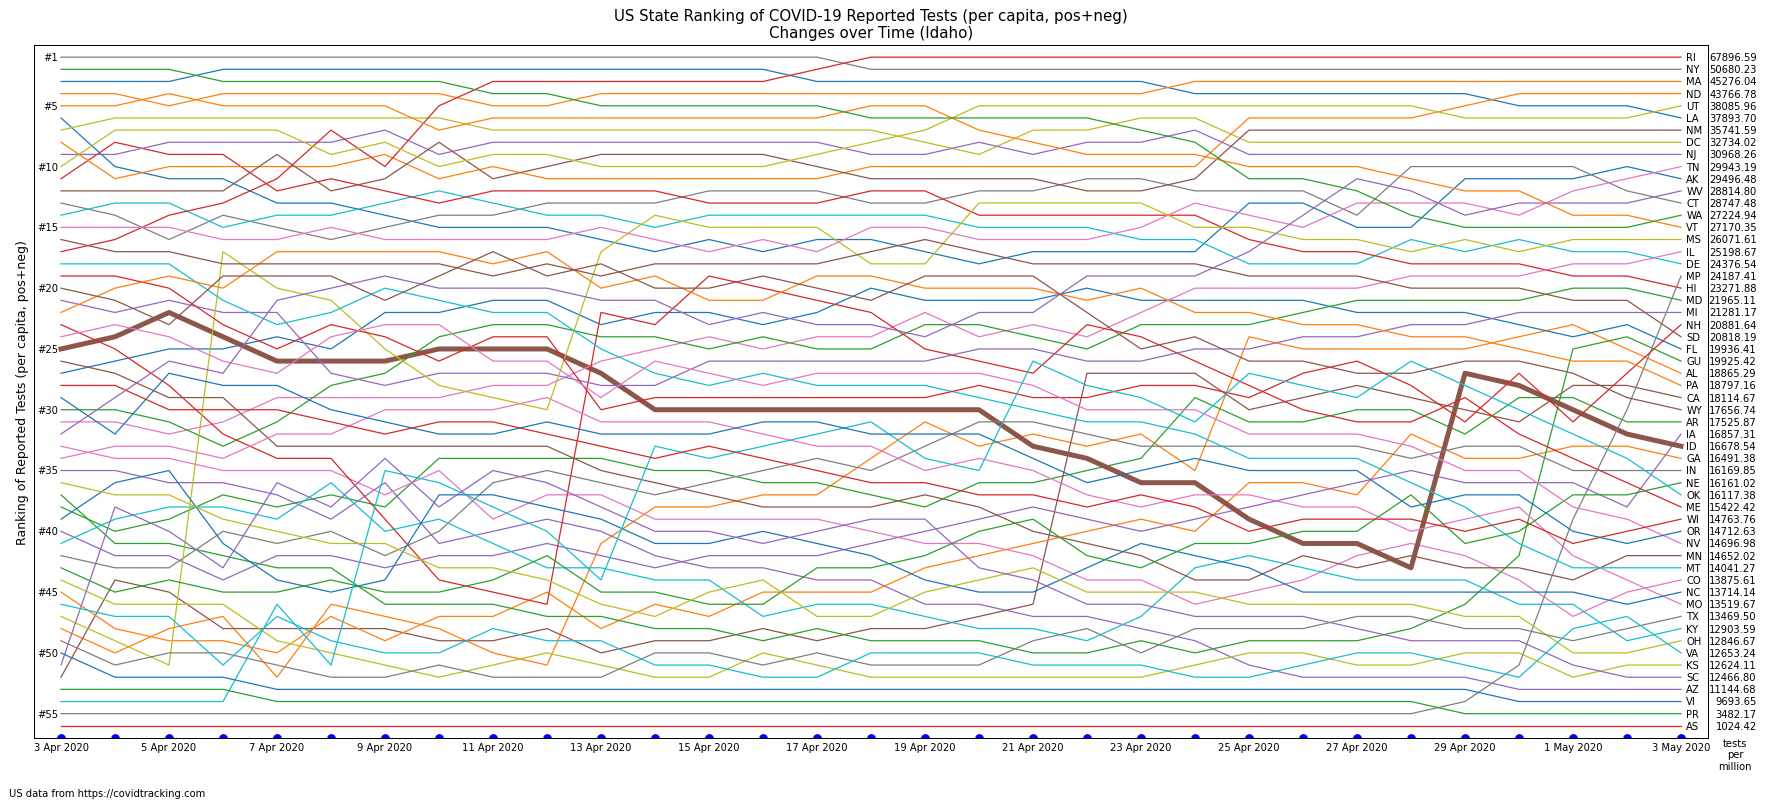 US State Ranking of COVID-19 Reported Tests (per capita, pos+neg)
Changes over Time (Idaho)
Ranking of Reported Tests (per capita, pos+neg)
#1
#5
#10
#15
#20
#25
#30
#35
#40
#45
#50
#55
RI 67896.59
NY 50680.23
MA 45276.04
ND 43766.78
UT 38085.96
LA 37893.70
NM 35741.59
DC 32734.02
NJ 30968.26
TN 29943.19
AK 29496.48
WV 28814.80
CT 28747.48
WA 27224.94
VT 27170.35
MS 26071.61
IL 25198.67
DE 24376.54
MP 24187.41
HI 23271.88
MD 21965.11
MI 21281.17
NH 20881.64
SD 20818.19
FL 19936.41
GU 19925.42
AL 18865.29
PA 18797.16
CA 18114.67
WY 17656.74
AR 17525.87
IA 16857.31
ID 16678.54
GA 16491.38
IN 16169.85
NE 16161.02
OK 16117.38
ME 15422.42
WI 14763.76
OR 14712.63
NV 14696.98
MN 14652.02
MT 14041.27
CO 13875.61
NC 13714.14
MO 13519.67
TX 13469.50
KY 12903.59
OH 12846.67
VA 12653.24
KS 12624.11
SC 12466.80
AZ 11144.68
VI 9693.65
PR 3482.17
AS 1024.42
3 Apr 2020 5 Apr 2020 7 Apr 2020 9 Apr 2020 11 Apr 2020 13 Apr 2020 15 Apr 2020 17 Apr 2020 19 Apr 2020 21 Apr 2020 23 Apr 2020 25 Apr 2020 27 Apr 2020 29 Apr 2020 1 May 2020 3 May 2020
tests
per
million
US data from https://covidtracking.com